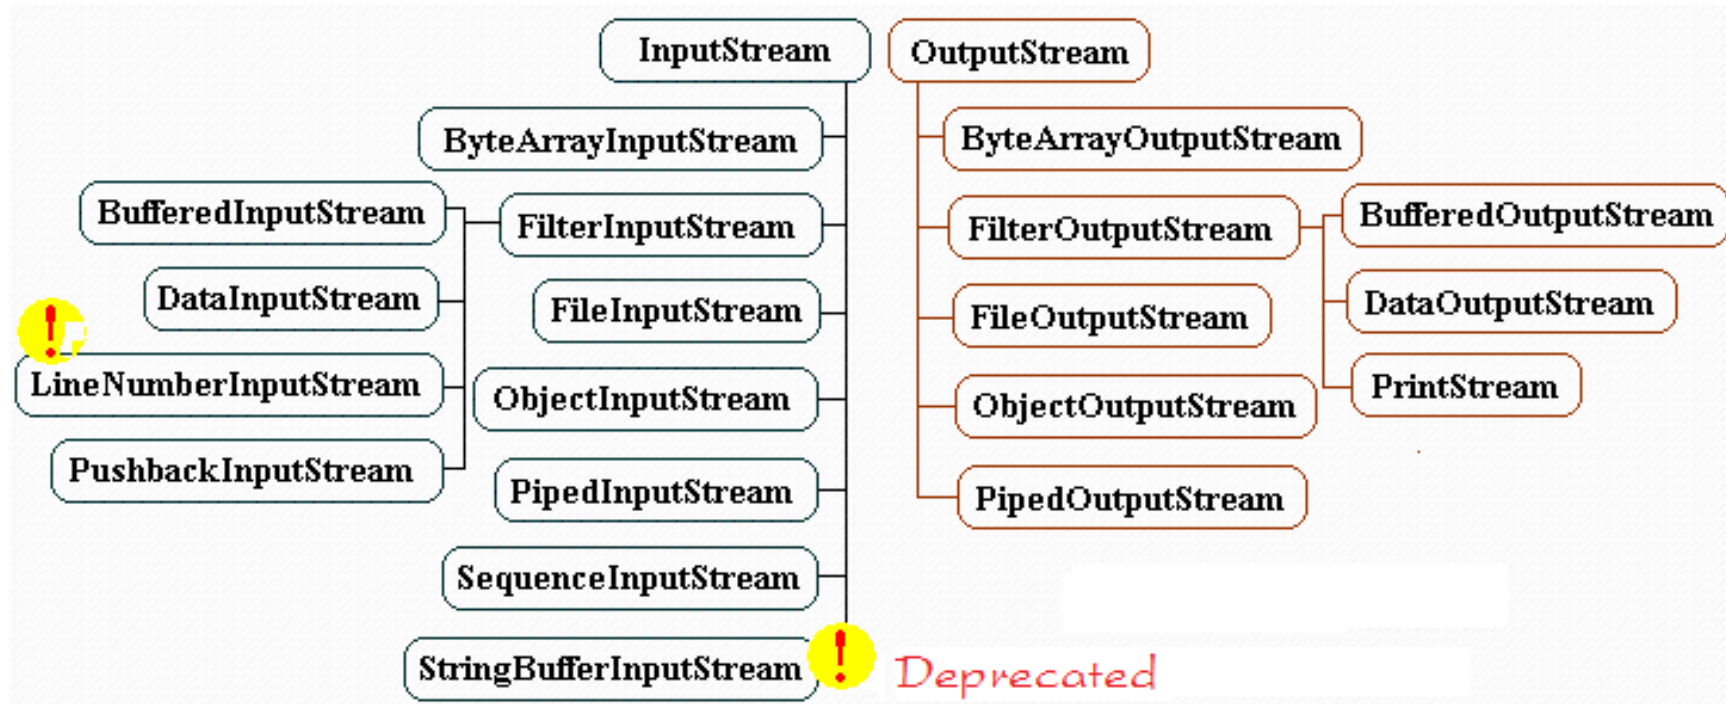 InputStream
OutputStream
ByteArrayInputStream
ByteArrayOutputStream
BufferedInputStream
FilterInputStream
FilterOutputStream
BufferedOutputStream
DataInputStream
FileInputStream
FileOutputStream
DataOutputStream
!
LineNumberInputStream
ObjectInputStream
ObjectOutputStream
PrintStream
PushbackInputStream
PipedInputStream
PipedOutputStream
SequenceInputStream
StringBufferInputStream
!
Deprecated